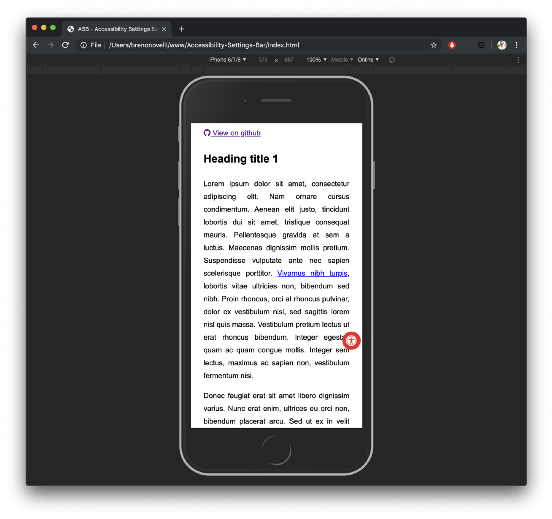 ASB - Accessibility Settings Ba
File | /Users/brenonovelli/www/Accessibility-Settings-Bar/index.html
iPhone 6/7/8 ▼ 375 × 667 100% ▼ Mobile ▼ Online ▼
View on github
Heading title 1
Lorem ipsum dolor sit amet, consectetur
adipiscing elit. Nam ornare cursus
condimentum. Aenean elit justo, tincidunt
lobortis dui sit amet, tristique consequat
mauris. Pellentesque gravida at sem a
luctus. Maecenas dignissim mollis pretium.
Suspendisse vulputate ante nec sapien
scelerisque porttitor. Vivamus nibh turpis,
lobortis vitae ultricies non, bibendum sed
nibh. Proin rhoncus, orci at rhoncus pulvinar,
dolor ex vestibulum nisl, sed sagittis lorem
nisl quis massa. Vestibulum pretium lectus ut
erat rhoncus bibendum. Integer egestas
quam ac quam congue mollis. Integer sem
lectus, maximus ac sapien non, vestibulum
fermentum nisi.
Donec feugiat erat sit amet libero dignissim
varius. Nunc erat enim, ultrices eu orci non,
bibendum placerat arcu. Sed ut ex in velit